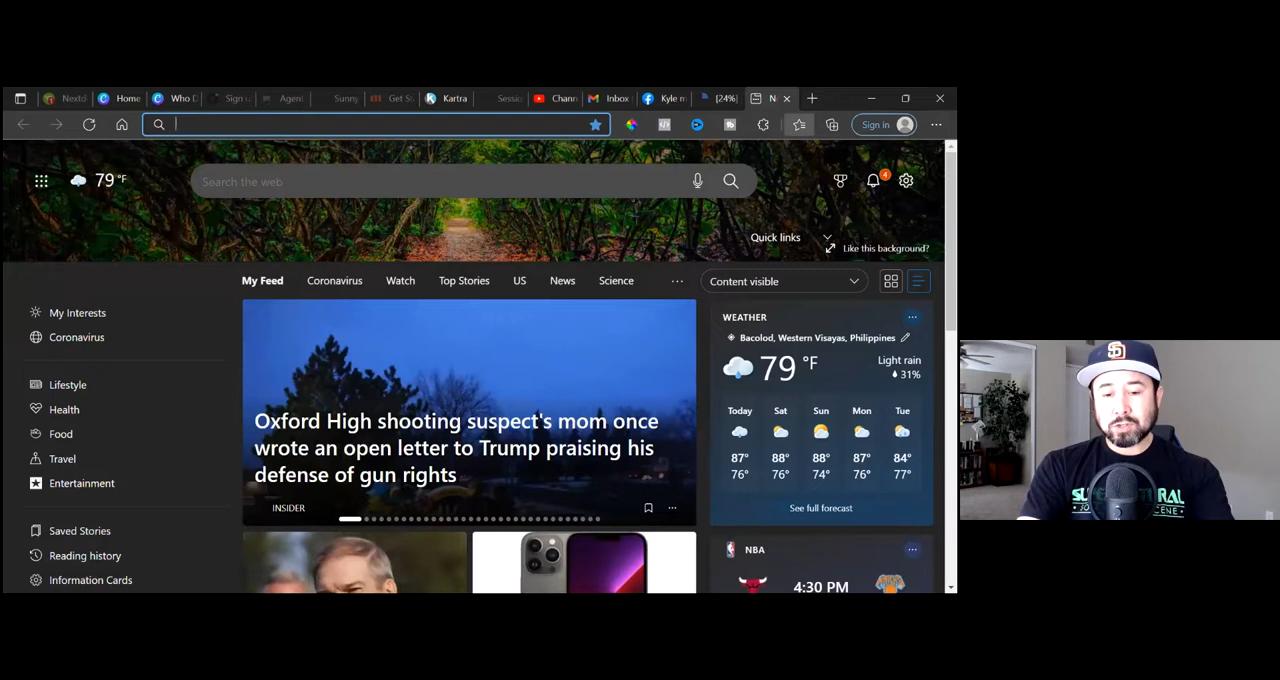 Nexto
Home
Who D
Sign u
Agent
Sunny
Get St
Kartra
Sessio
Chann
Inbox
Kyle m
[24%]
N
Sign in
79 °F
Search the web
4
Quick links
Like this background?
My Feed Coronavirus Watch Top Stories US News Science ...
Content visible
My Interests
Coronavirus
Lifestyle
Health
Food
Travel
Entertainment
Saved Stories
Reading history
Information Cards
Oxford High shooting suspect's mom once
wrote an open letter to Trump praising his
defense of gun rights
INSIDER
WEATHER
Bacolod, Western Visayas, Philippines
79 °F
Light rain
31%
Today Sat Sun Mon Tue
87° 88° 88° 87° 84°
76° 76° 74° 76° 77°
See full forecast
NBA
4:30 PM
SD